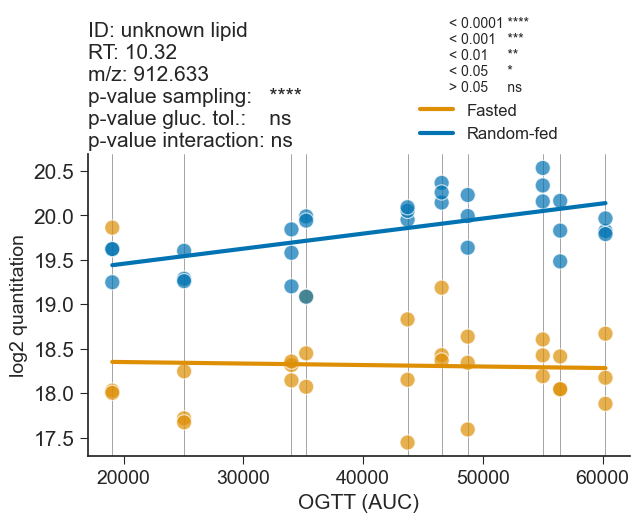 ID: unknown lipid
RT: 10.32
m/z: 912.633
p-value sampling: ****
p-value gluc. tol.: ns
p-value interaction: ns
< 0.0001 ****
< 0.001 ***
< 0.01 **
< 0.05 *
> 0.05 ns
Fasted
Random-fed
log2 quantitation
20.5
20.0
19.5
19.0
18.5
18.0
17.5
20000 30000 40000 50000 60000
OGTT (AUC)